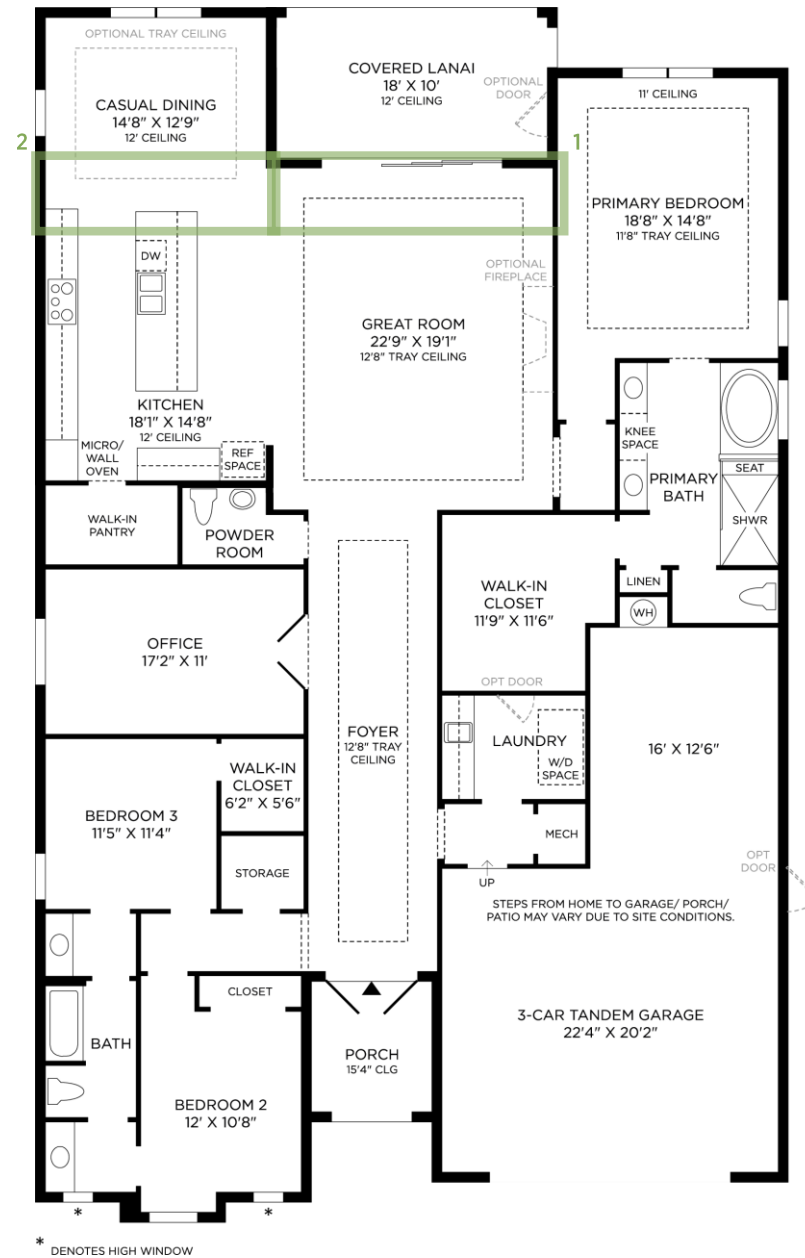 OPTIONAL TRAY CEILING
CASUAL DINING
14'8" X 12'9"
12' CEILING
COVERED LANAI
18' X 10'
12' CEILING
OPTIONAL
DOOR
11' CEILING
2
1
PRIMARY BEDROOM
18'8" X 14'8"
11'8" TRAY CEILING
DW
OPTIONAL
FIREPLACE
GREAT ROOM
22'9" X 19'1"
12'8" TRAY CEILING
KITCHEN
18'1" X 14'8"
12' CEILING
MICRO/
WALL
OVEN
REF
SPACE
KNEE
SPACE
PRIMARY
BATH
SEAT
SHWR
WALK-IN
PANTRY
POWDER
ROOM
WALK-IN
CLOSET
11'9" X 11'6"
LINEN
WH
OFFICE
17'2" X 11'
OPT DOOR
FOYER
12'8" TRAY
CEILING
LAUNDRY
W/D
SPACE
16' X 12'6"
WALK-IN
CLOSET
6'2" X 5'6"
BEDROOM 3
11'5" X 11'4"
MECH
STORAGE
UP
OPT
DOOR
STEPS FROM HOME TO GARAGE/ PORCH/
PATIO MAY VARY DUE TO SITE CONDITIONS.
CLOSET
3-CAR TANDEM GARAGE
22'4" X 20'2"
BATH
PORCH
15'4" CLG
BEDROOM 2
12' X 10'8"
* *
* DENOTES HIGH WINDOW